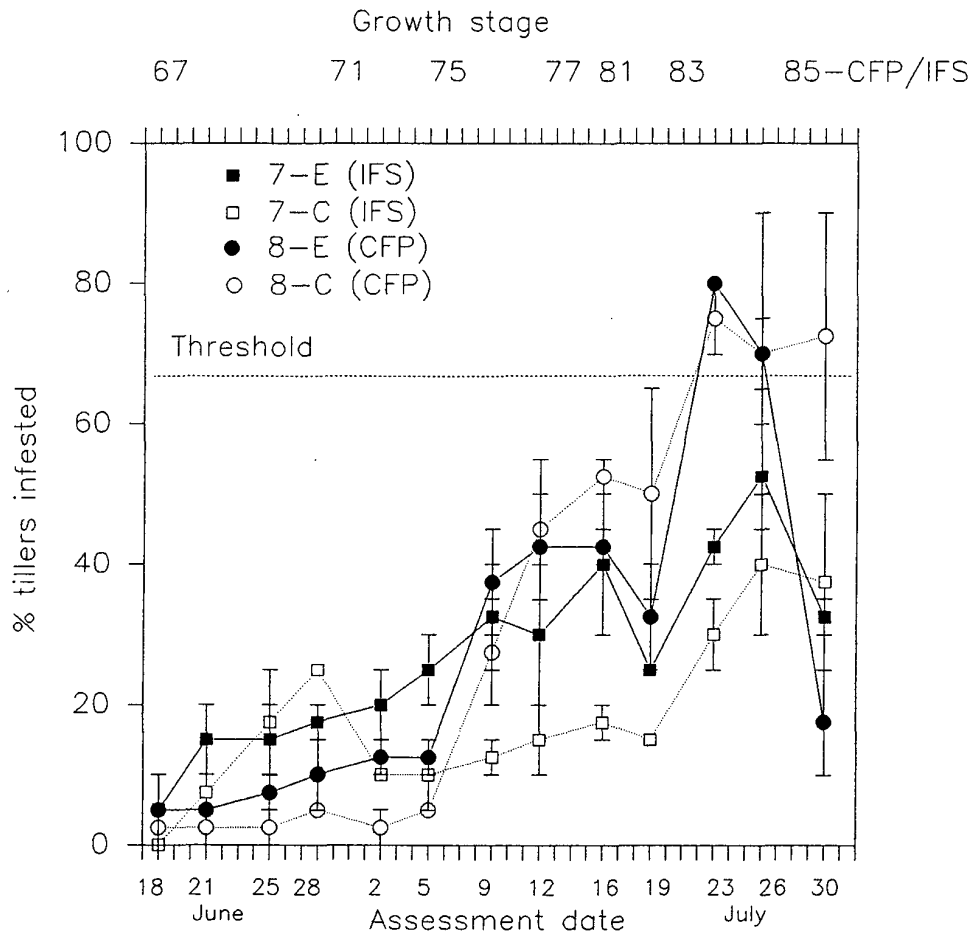 Growth stage
67 71 75 77 81 83 85-CFP/IFS
100
7-E (IFS)
7-C (IFS)
8-E (CFP)
8-C (CFP)
80
Threshold
60
40
20
0
% tillers infested
18 21 25 28 2 5 9 12 16 19 23 26 30
June July
Assessment date